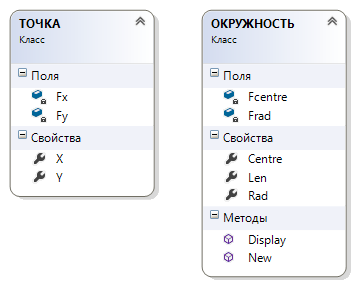 ТОЧКА
Класс
Поля
Fx
Fy
Свойства
X
Y
ОКРУЖНОСТЬ
Класс
Поля
Fcentre
Frad
Свойства
Centre
Len
Rad
Методы
Display
New